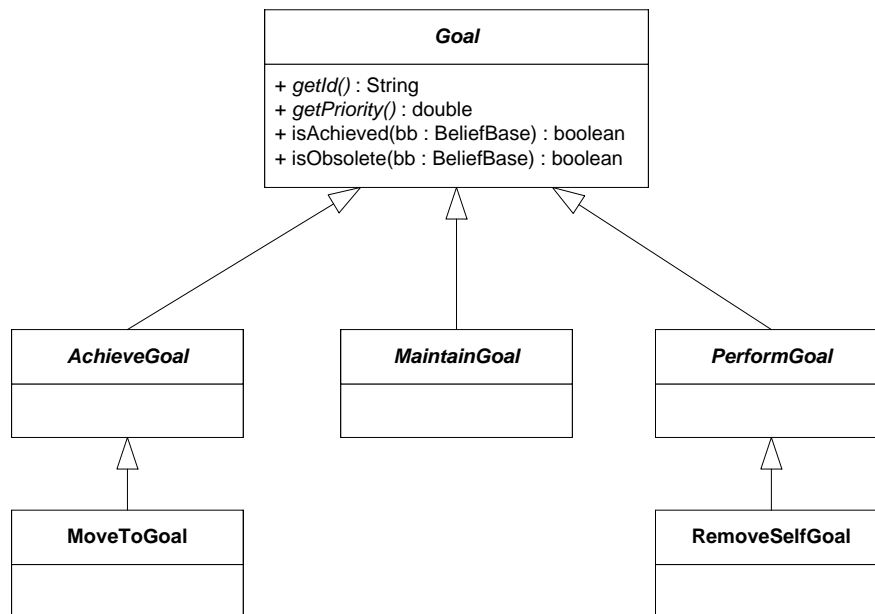 Goal
+ getId() : String
+ getPriority() : double
+ isAchieved(bb : BeliefBase) : boolean
+ isObsolete(bb : BeliefBase) : boolean
AchieveGoal
MaintainGoal
PerformGoal
MoveToGoal
RemoveSelfGoal